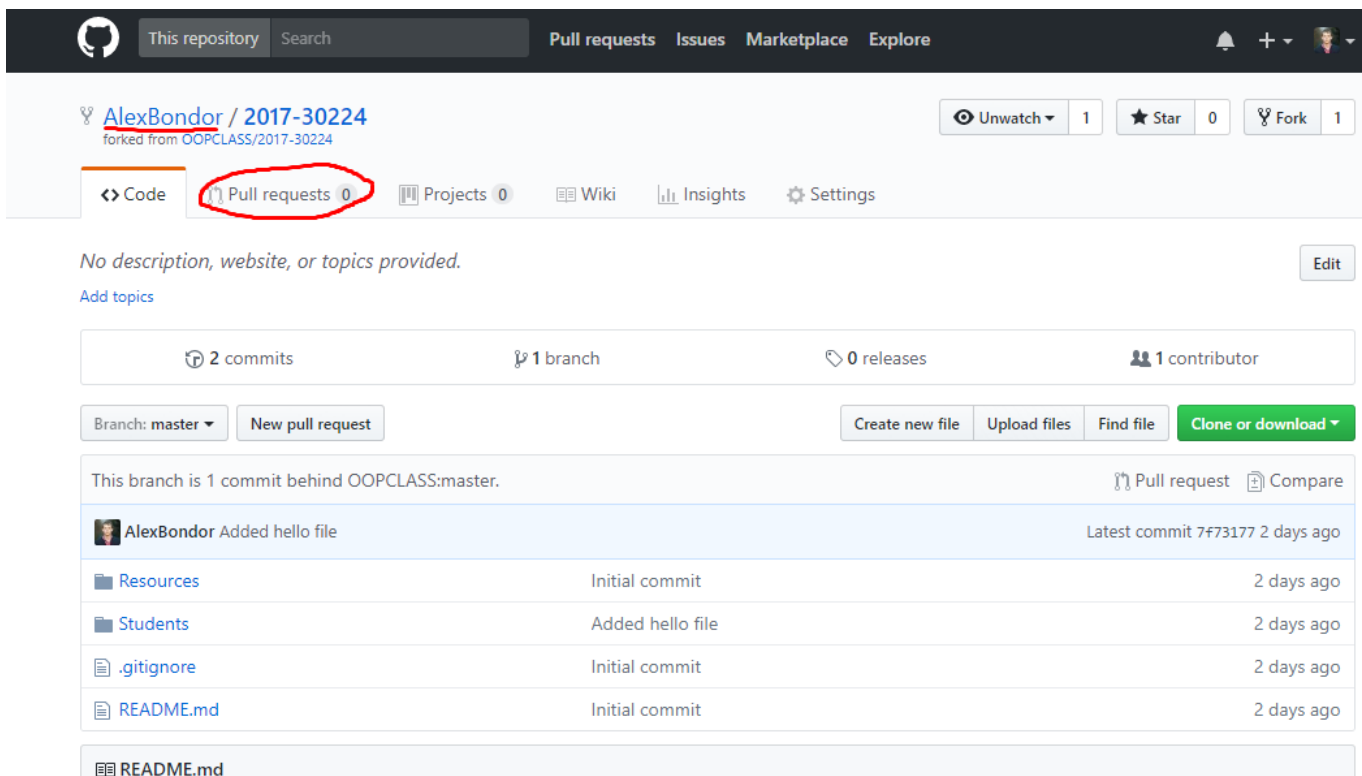 This repository Search Pull requests Issues Marketplace Explore
AlexBondor / 2017-30224 Unwatch 1 Star 0 Fork 1
forked from OOPCLASS/2017-30224
Code Pull requests 0 Projects 0 Wiki Insights Settings
No description, website, or topics provided. Edit
Add topics
2 commits 1 branch 0 releases 1 contributor
Branch: master New pull request Create new file Upload files Find file Clone or download
This branch is 1 commit behind OOPCLASS:master. Pull request Compare
AlexBondor Added hello file Latest commit 7f73177 2 days ago
Resources Initial commit 2 days ago
Students Added hello file 2 days ago
.gitignore Initial commit 2 days ago
README.md Initial commit 2 days ago
README.md